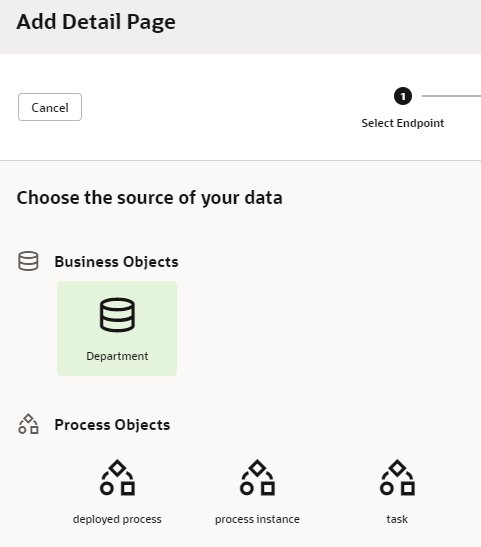 Add Detail Page
Cancel
1
Select Endpoint
Choose the source of your data
Business Objects
Department
Process Objects
deployed process
process instance
task